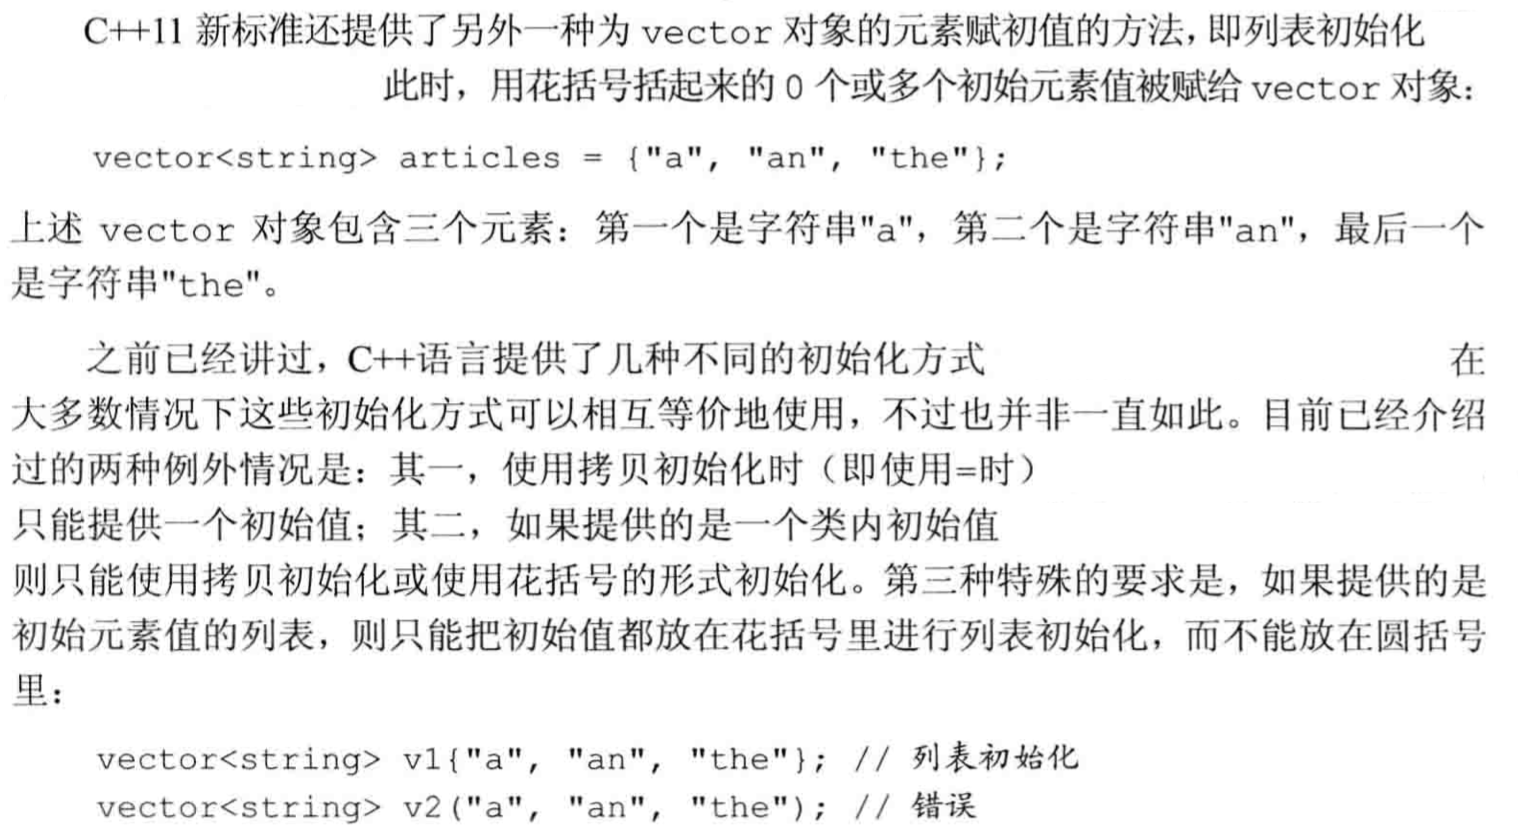 C++11 新标准还提供了另外一种为 vector 对象的元素赋初值的方法，即列表初始化
此时，用花括号括起来的 0 个或多个初始元素值被赋给 vector 对象：
vector<string> articles = {"a", "an", "the"};
上述 vector 对象包含三个元素：第一个是字符串"a"，第二个是字符串"an"，最后一个
是字符串"the"。
之前已经讲过，C++语言提供了几种不同的初始化方式 在
大多数情况下这些初始化方式可以相互等价地使用，不过也并非一直如此。目前已经介绍
过的两种例外情况是：其一，使用拷贝初始化时（即使用=时）
只能提供一个初始值；其二，如果提供的是一个类内初始值
则只能使用拷贝初始化或使用花括号的形式初始化。第三种特殊的要求是，如果提供的是
初始元素值的列表，则只能把初始值都放在花括号里进行列表初始化，而不能放在圆括号
里：
vector<string> v1{"a", "an", "the"}; // 列表初始化
vector<string> v2("a", "an", "the"); // 错误